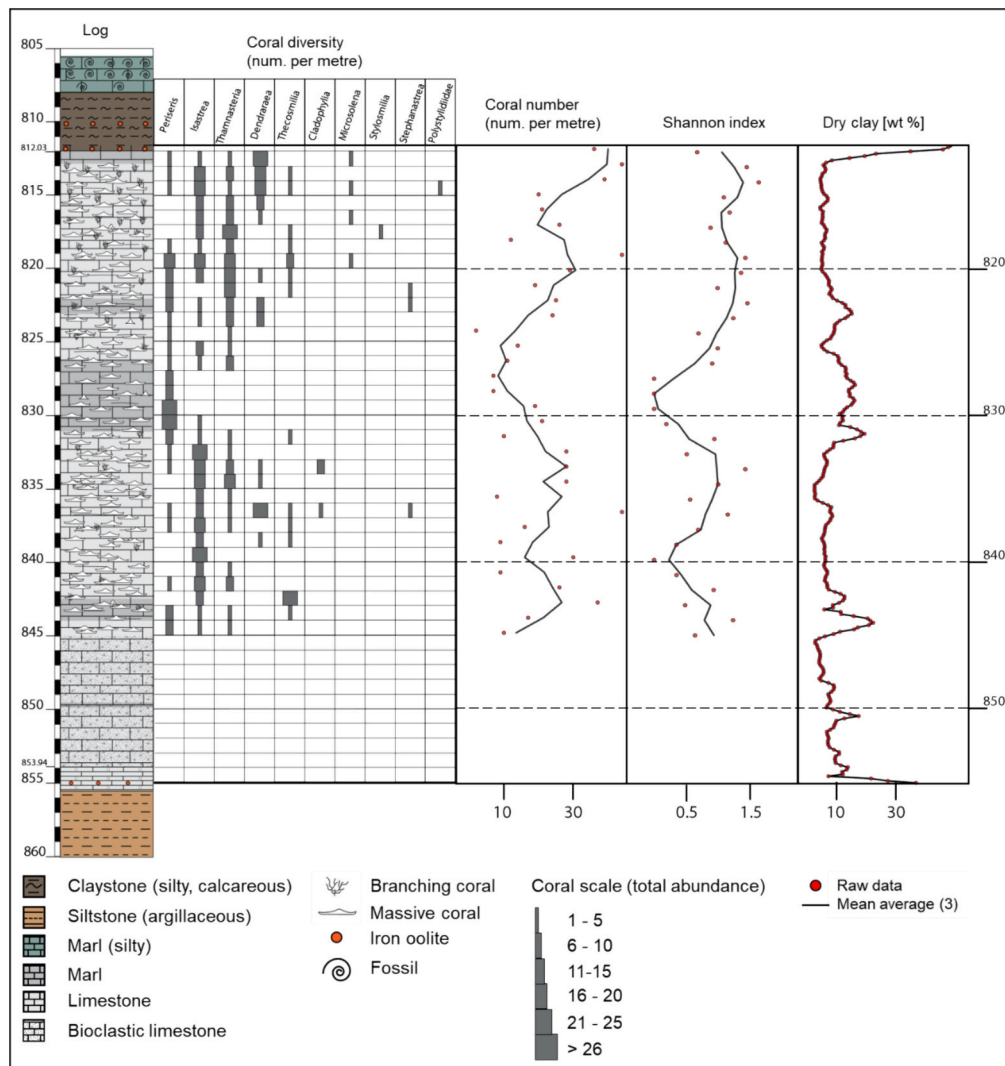 Log
Coral diversity
(num. per metre)
Periseris
Isastrea
Thamnasteria
Dendraraea
Thecosmilia
Cladophylia
Microsolena
Stylosmilia
Stephanastrea
Polystylidiidae
Coral number
(num. per metre)
Shannon index
Dry clay [wt %]
805
810
812.03
815
820
825
830
835
840
845
850
853.94
855
860
820
830
840
850
10
30
0.5
1.5
10
30
Claystone (silty, calcareous)
Siltstone (argillaceous)
Marl (silty)
Marl
Limestone
Bioclastic limestone
Branching coral
Massive coral
Iron oolite
Fossil
Coral scale (total abundance)
1 - 5
6 - 10
11-15
16 - 20
21 - 25
> 26
Raw data
Mean average (3)